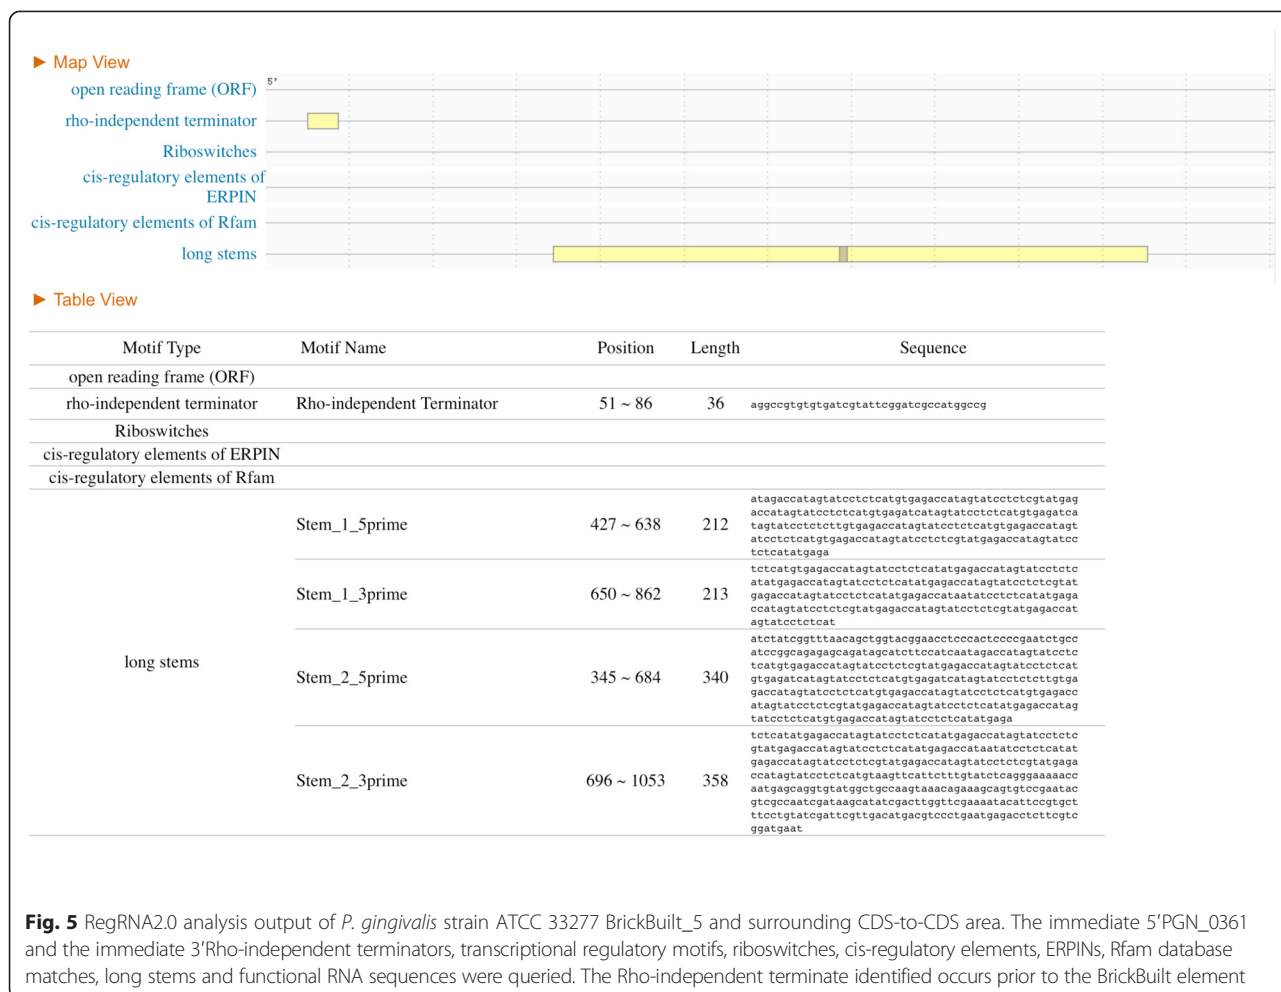 ► Map View
5'
open reading frame (ORF)
rho-independent terminator
Riboswitches
cis-regulatory elements of
ERPIN
cis-regulatory elements of Rfam
long stems
► Table View
Motif Type Motif Name Position Length Sequence
open reading frame (ORF)
rho-independent terminator Rho-independent Terminator 51 ~ 86 36 aggccgtgtgtgatcgtattcggatcgccatggccg
Riboswitches
cis-regulatory elements of ERPIN
cis-regulatory elements of Rfam
long stems
Stem_1_5prime 427 ~ 638 212
atagaccatagtatcctctcatgtgagaccatagtatcctctcgtatgag
accatagtatcctctcatgtgagatcatagtatcctctcatgtgagatca
tagtatcctctcttgtgagaccatagtatcctctcatgtgagaccatagt
atcctctcatgtgagaccatagtatcctctcgtatgagaccatagtatcc
tctcatatgaga
Stem_1_3prime 650 ~ 862 213
tctcatgtgagaccatagtatcctctcatatgagaccatagtatcctctc
atatgagaccatagtatcctctcatatgagaccatagtatcctctcgtat
gagaccatagtatcctctcatatgagaccataatatcctctcatatgaga
ccatagtatcctctcgtatgagaccatagtatcctctcgtatgagaccat
agtatcctctcat
Stem_2_5prime 345 ~ 684 340
atctatcggtttaacagctggtacggaacctcccactccccgaatctgcc
atccggcagagagcagatagcatcttccatcaatagaccatagtatcctc
tcatgtgagaccatagtatcctctcgtatgagaccatagtatcctctcat
gtgagatcatagtatcctctcatgtgagatcatagtatcctctcttgtga
gaccatagtatcctctcatgtgagaccatagtatcctctcatgtgagacc
atagtatcctctcgtatgagaccatagtatcctctcatatgagaccatag
tatcctctcatgtgagaccatagtatcctctcatatgaga
Stem_2_3prime 696 ~ 1053 358
tctcatatgagaccatagtatcctctcatatgagaccatagtatcctctc
gtatgagaccatagtatcctctcatatgagaccataatatcctctcatat
gagaccatagtatcctctcgtatgagaccatagtatcctctcgtatgaga
ccatagtatcctctcatgtaagttcattctttgtatctcagggaaaaacc
aatgagcaggtgtatggctgccaagtaaacagaaagcagtgtccgaatac
gtcgccaatcgataagcatatcgacttggttcgaaaatacattccgtgct
ttcctgtatcgattcgttgacatgacgtccctgaatgagacctcttcgtc
ggatgaat
Fig. 5 RegRNA2.0 analysis output of P. gingivalis strain ATCC 33277 BrickBuilt_5 and surrounding CDS-to-CDS area. The immediate 5'PGN_0361
and the immediate 3'Rho-independent terminators, transcriptional regulatory motifs, riboswitches, cis-regulatory elements, ERPINs, Rfam database
matches, long stems and functional RNA sequences were queried. The Rho-independent terminate identified occurs prior to the BrickBuilt element